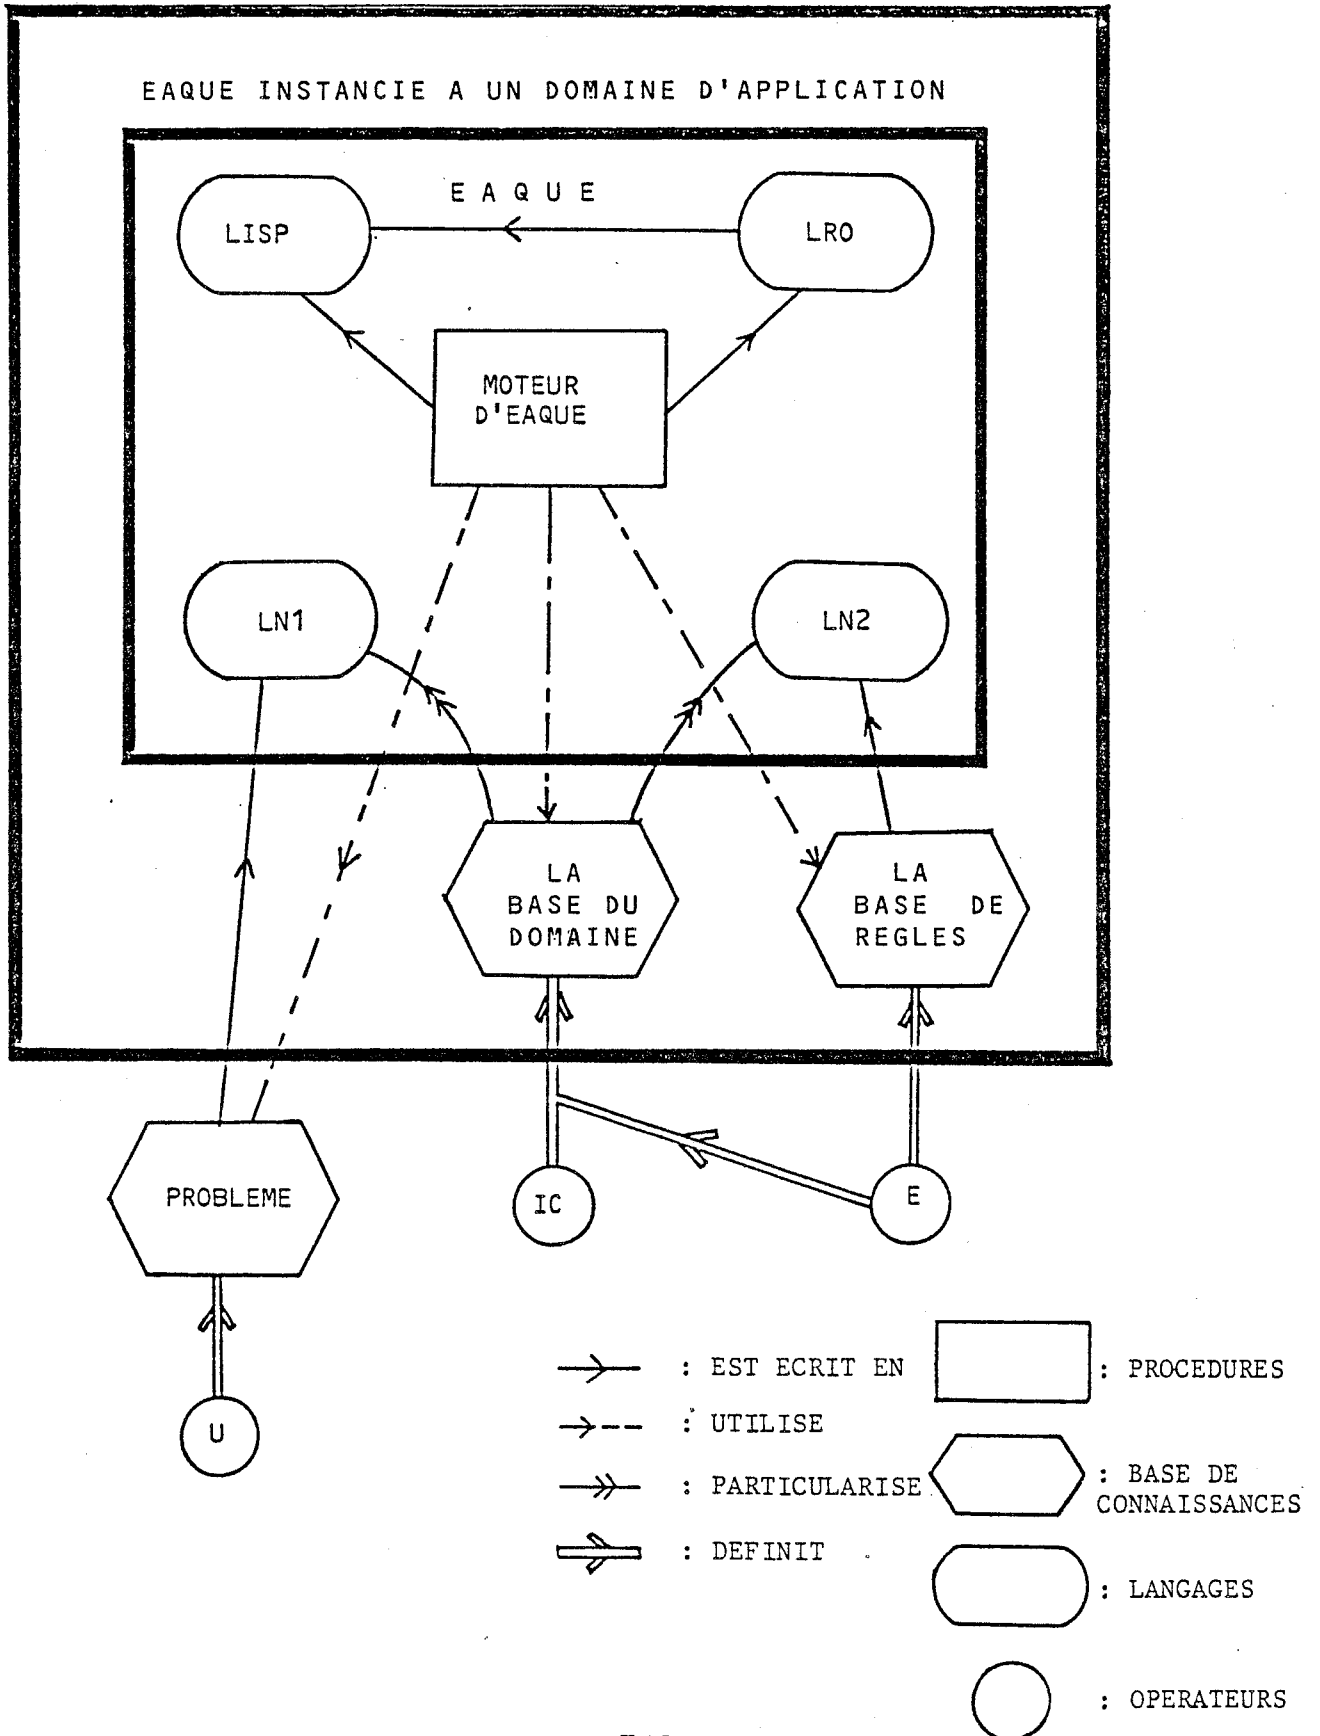 EAQUE INSTANCIE A UN DOMAINE D'APPLICATION
E A Q U E
LISP
LRO
MOTEUR
D'EAQUE
LN1
LN2
LA
BASE DU
DOMAINE
LA
BASE DE
REGLES
PROBLEME
IC
E
U
: EST ECRIT EN
: UTILISE
: PARTICULARISE
: DEFINIT
: PROCEDURES
: BASE DE
CONNAISSANCES
: LANGAGES
: OPERATEURS